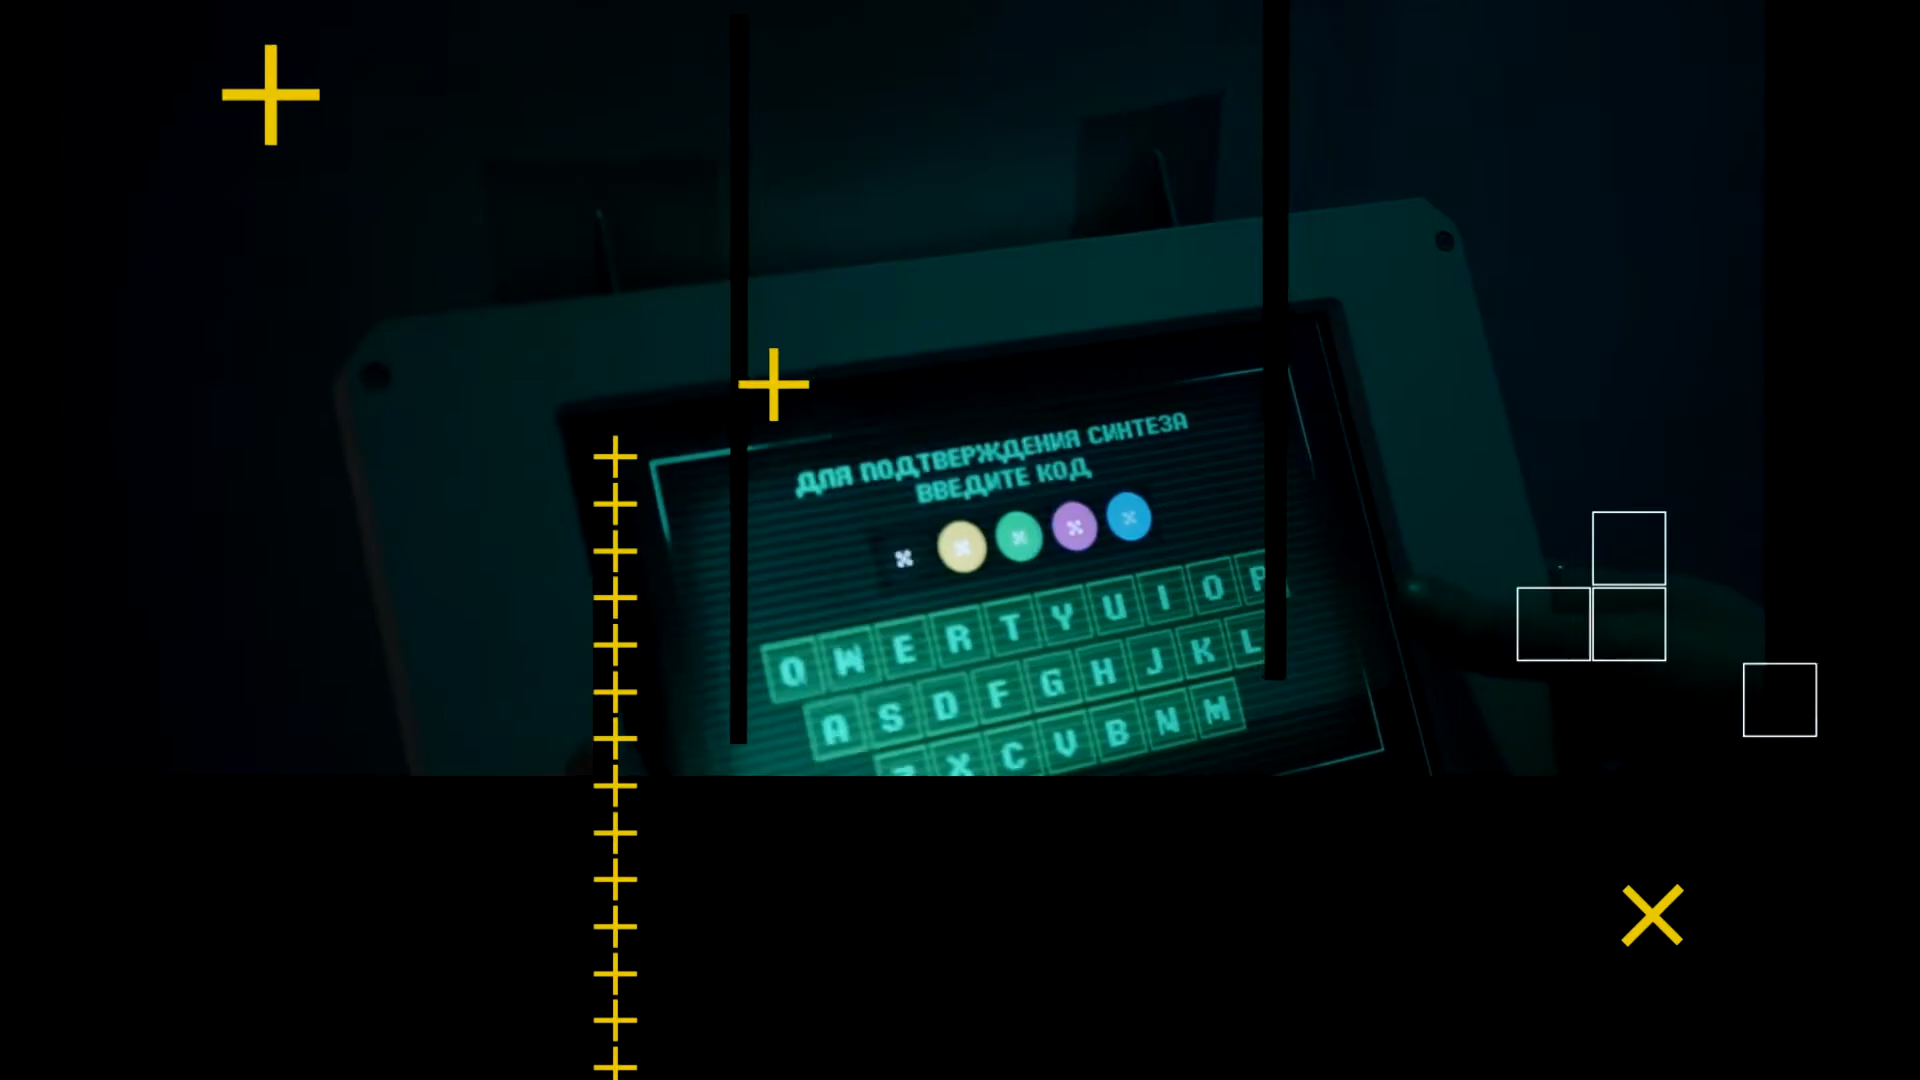 ДЛЯ ПОДТВЕРЖДЕНИЯ СИНТЕЗА
ВВЕДИТЕ КОД
Q W E R T Y U I O P
A S D F G H J K L
Z X C V B N M